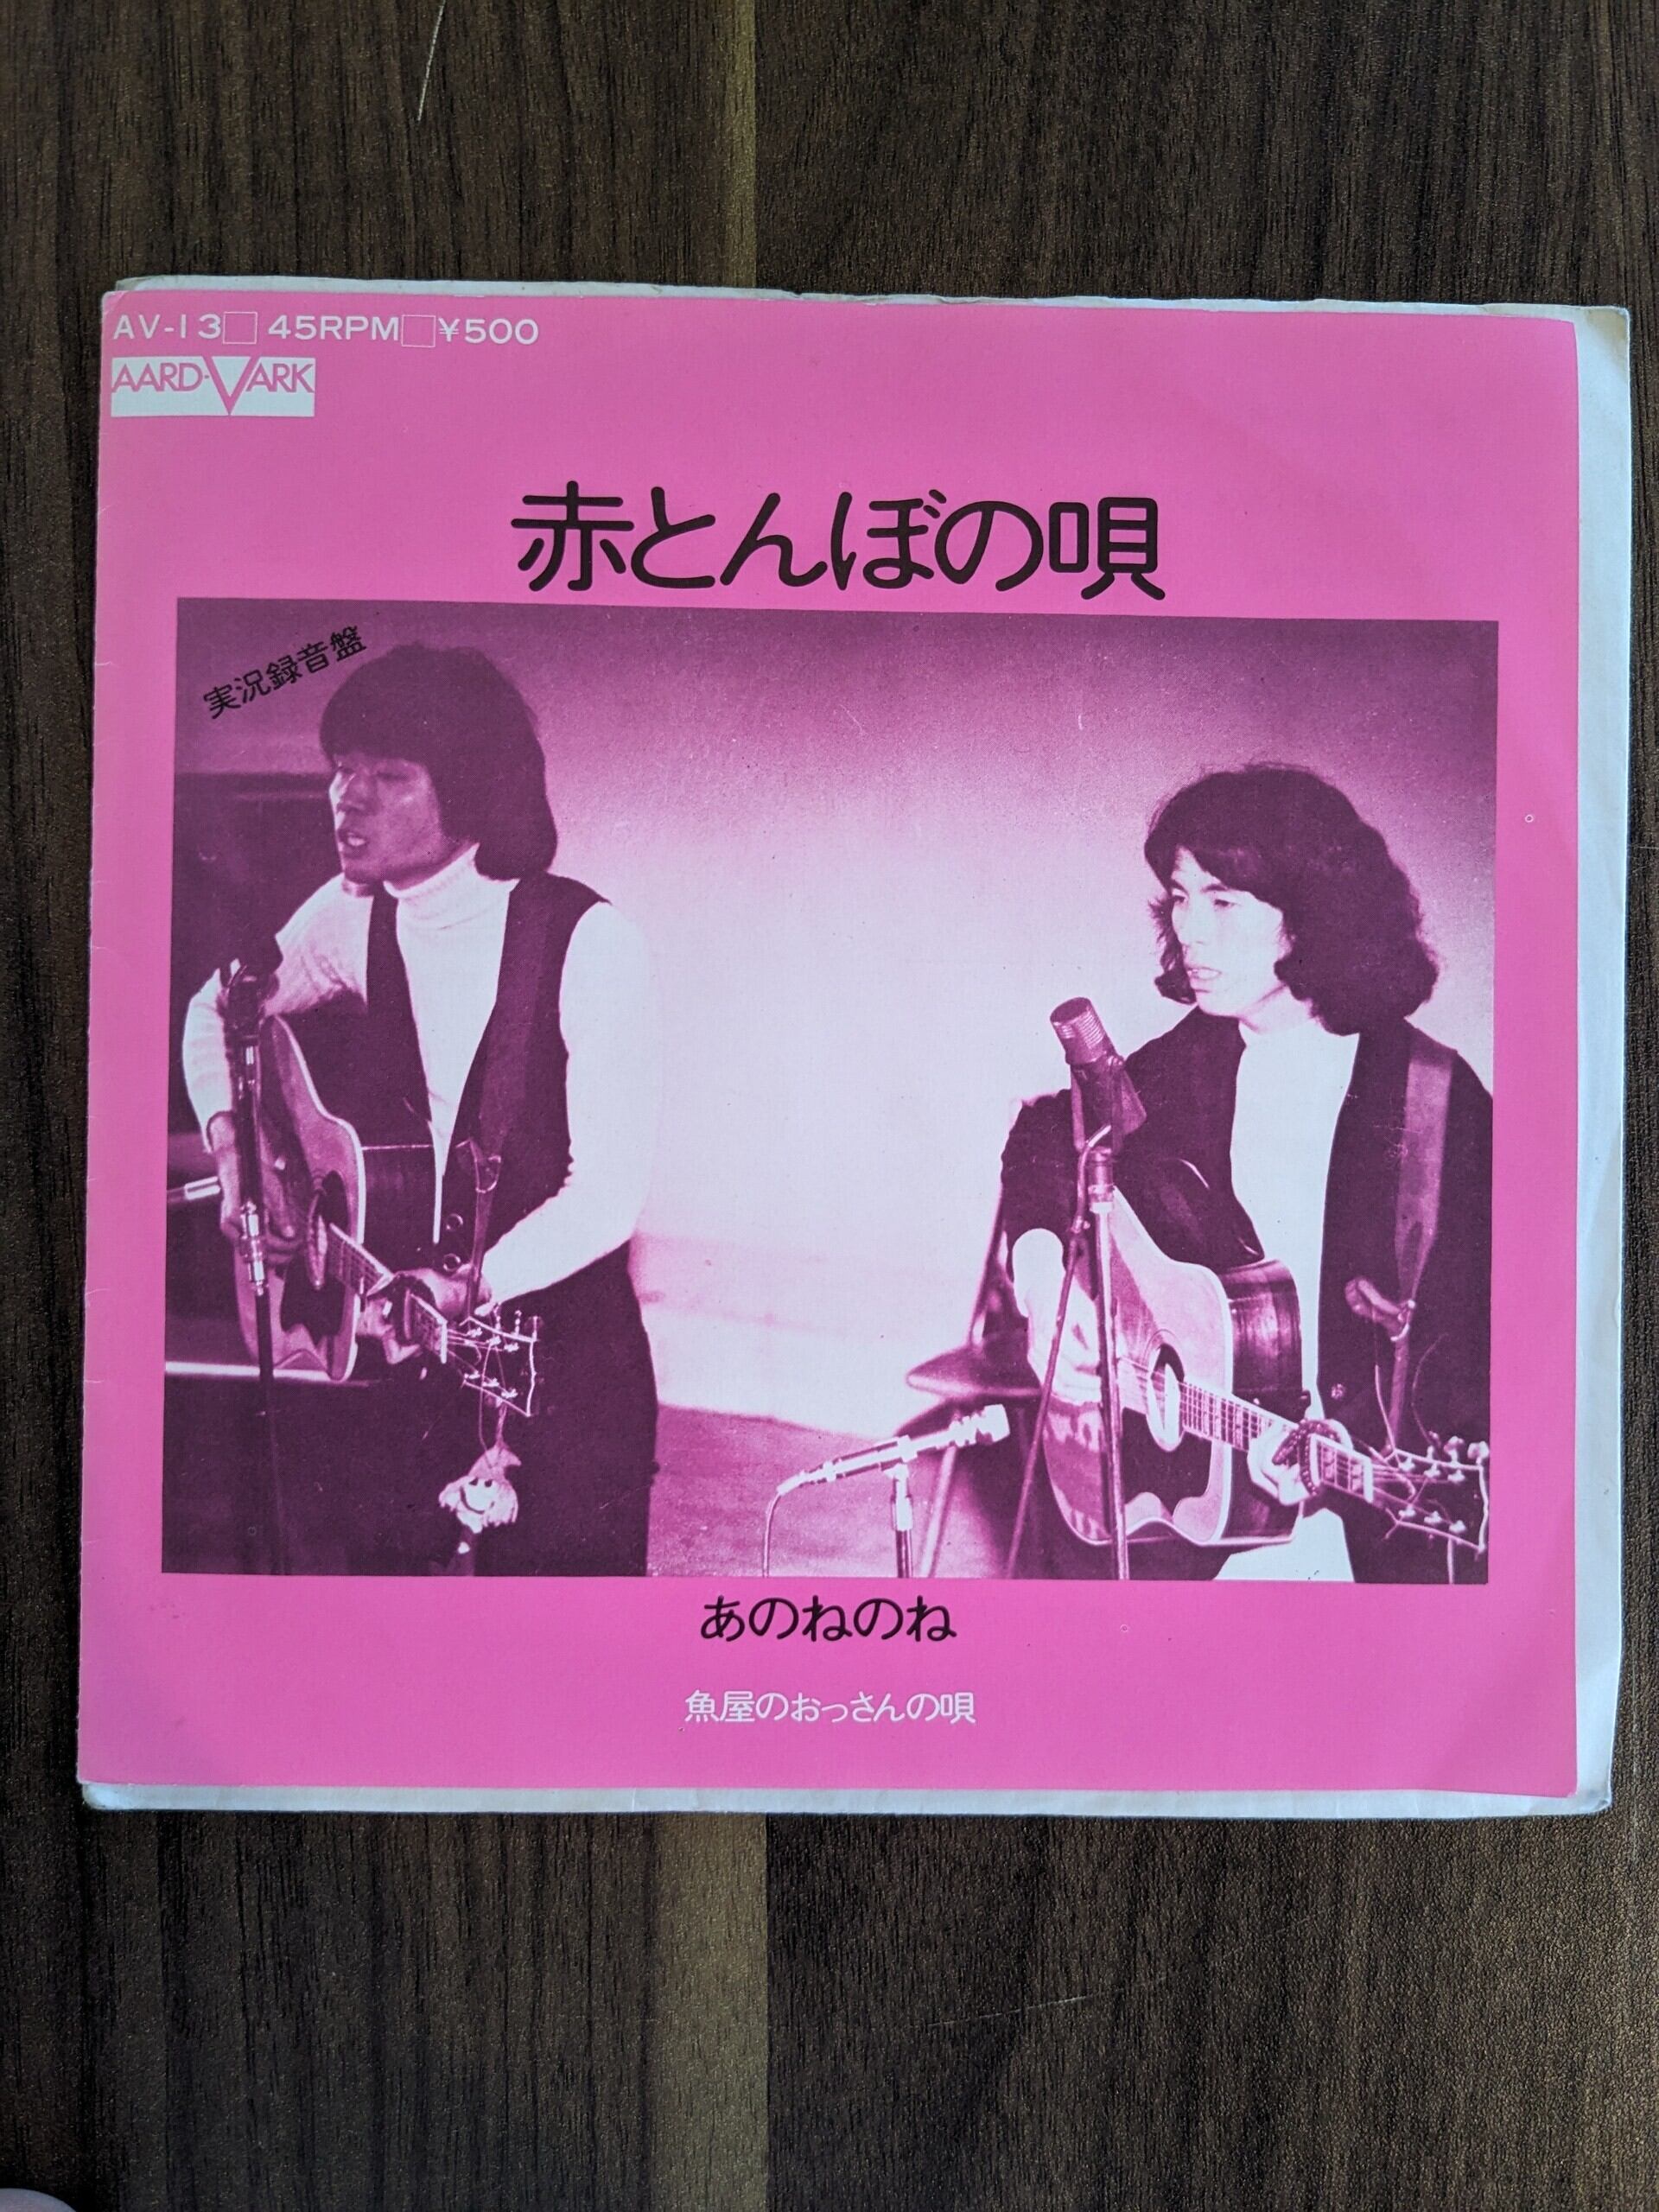 AV-13□ 45RPM□¥500
AARD-VARK
赤とんぼの唄
実況録音盤
あのねのね
魚屋のおっさんの唄